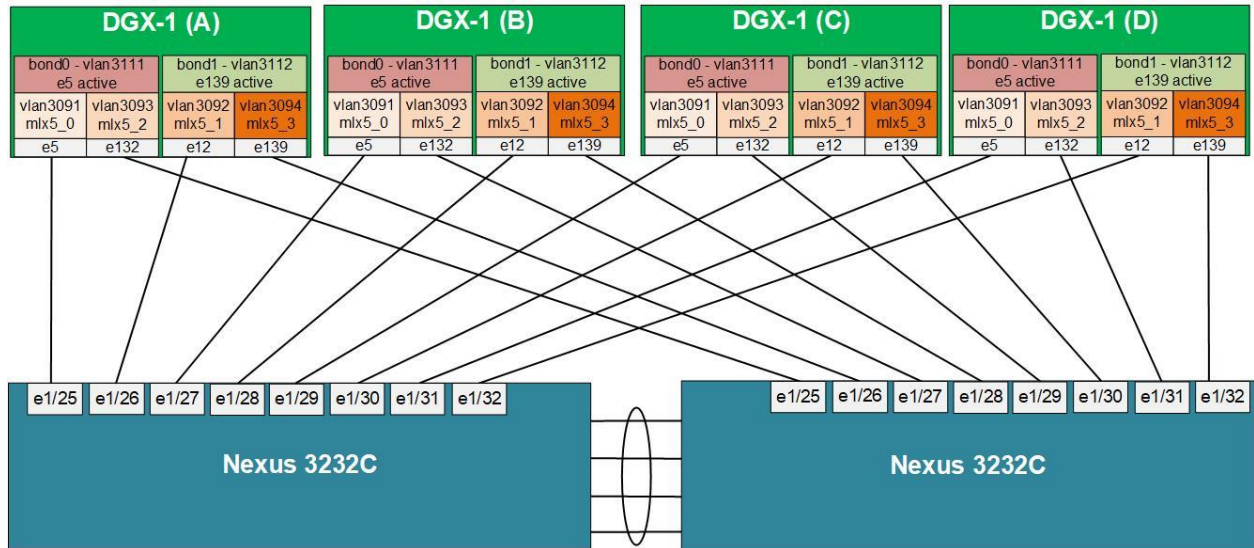 DGX-1 (A)
DGX-1 (B)
DGX-1 (C)
DGX-1 (D)
bond0 - vlan3111
e5 active
bond1 - vlan3112
e139 active
bond0 - vlan3111
e5 active
bond1 - vlan3112
e139 active
bond0 - vlan3111
e5 active
bond1 - vlan3112
e139 active
bond0 - vlan3111
e5 active
bond1 - vlan3112
e139 active
vlan3091
mlx5_0
vlan3093
mlx5_2
vlan3092
mlx5_1
vlan3094
mlx5_3
vlan3091
mlx5_0
vlan3093
mlx5_2
vlan3092
mlx5_1
vlan3094
mlx5_3
vlan3091
mlx5_0
vlan3093
mlx5_2
vlan3092
mlx5_1
vlan3094
mlx5_3
vlan3091
mlx5_0
vlan3093
mlx5_2
vlan3092
mlx5_1
vlan3094
mlx5_3
e5
e132
e12
e139
e5
e132
e12
e139
e5
e132
e12
e139
e5
e132
e12
e139
e1/25
e1/26
e1/27
e1/28
e1/29
e1/30
e1/31
e1/32
e1/25
e1/26
e1/27
e1/28
e1/29
e1/30
e1/31
e1/32
Nexus 3232C
Nexus 3232C